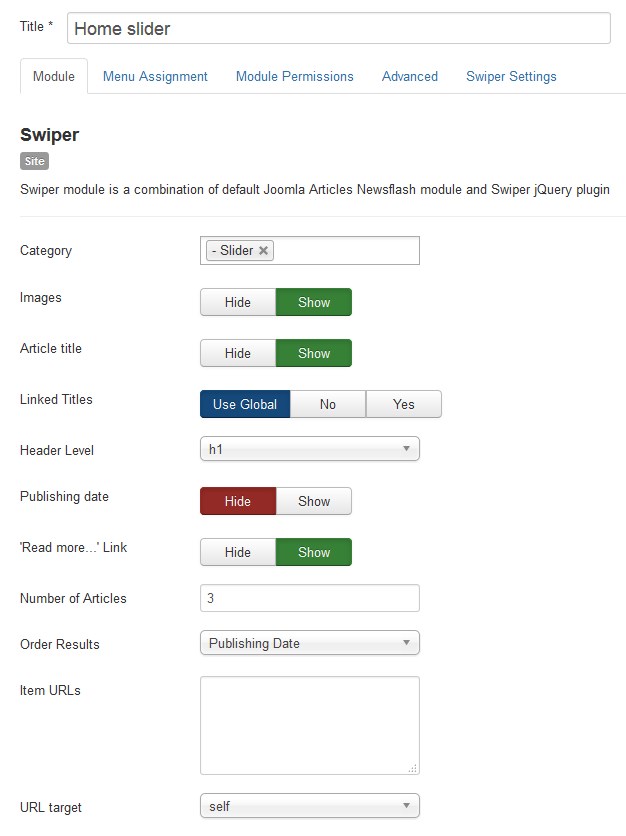 Title * Home slider
Module Menu Assignment Module Permissions Advanced Swiper Settings
Swiper
Site
Swiper module is a combination of default Joomla Articles Newsflash module and Swiper jQuery plugin
Category - Slider
Images Hide Show
Article title Hide Show
Linked Titles Use Global No Yes
Header Level h1
Publishing date Hide Show
'Read more...' Link Hide Show
Number of Articles 3
Order Results Publishing Date
Item URLs
URL target self